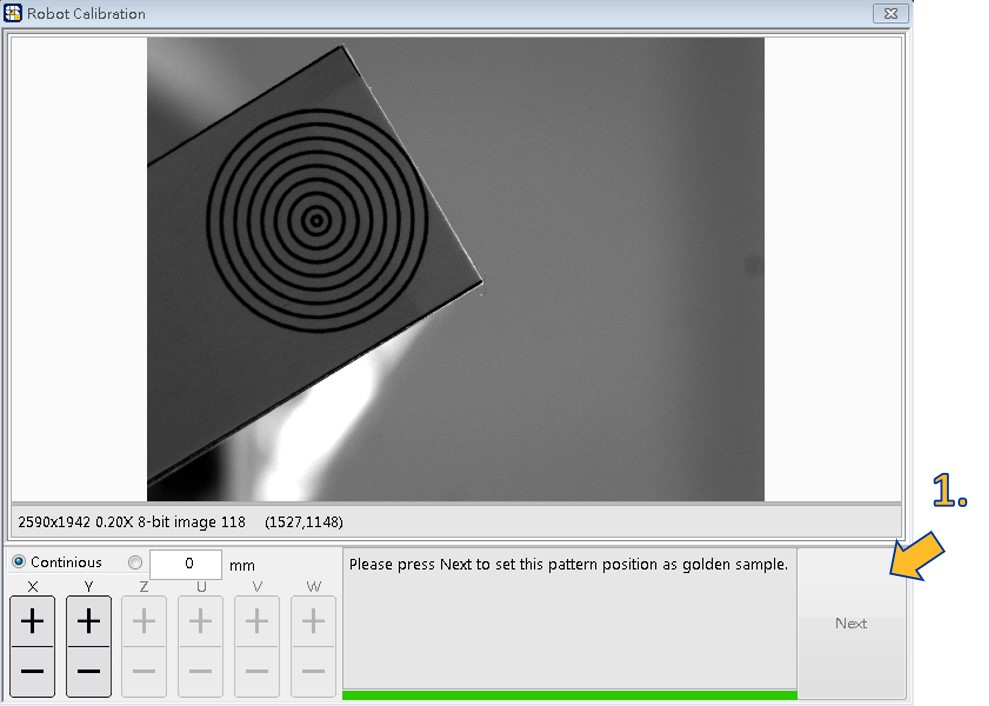 Robot Calibration
1.
2590x1942 0.20X 8-bit image 118 (1527,1148)
Continious 0 mm
Please press Next to set this pattern position as golden sample.
X Y Z U V W
+ + + + + +
Next
− − − − − −